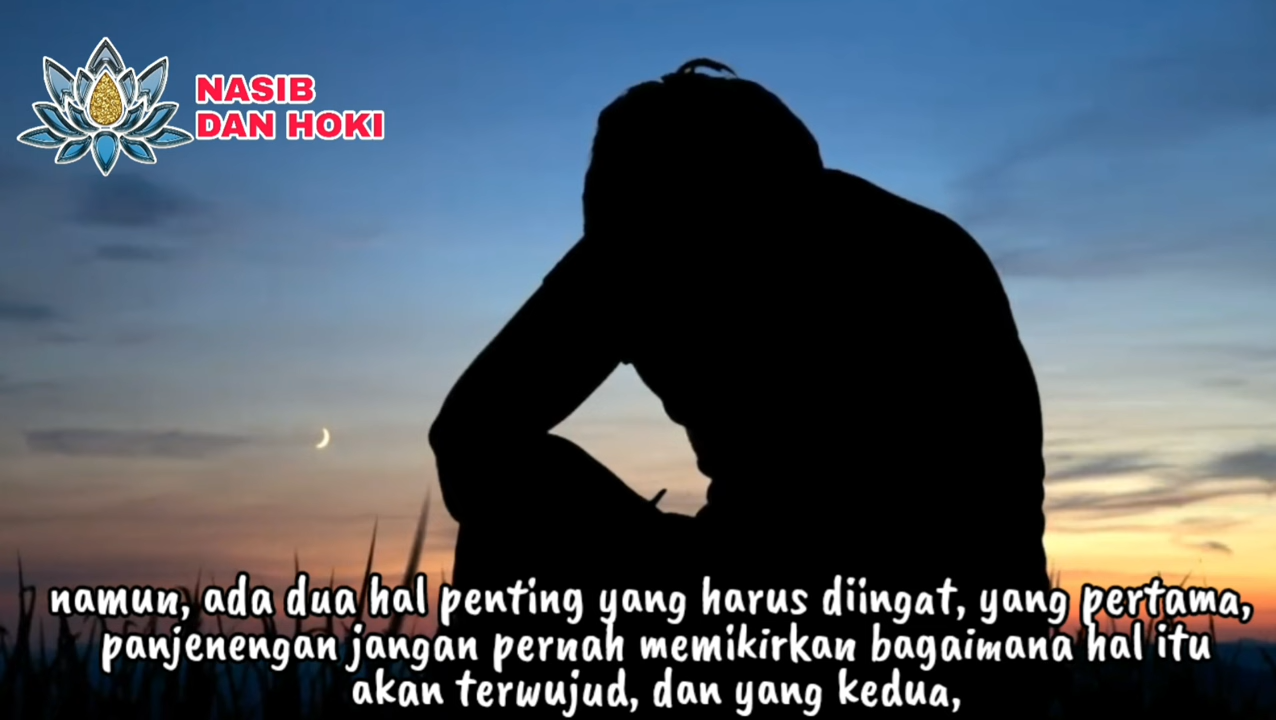 NASIB
DAN HOKI
namun, ada dua hal penting yang harus diingat, yang pertama,
panjenengan jangan pernah memikirkan bagaimana hal itu
akan terwujud, dan yang kedua,